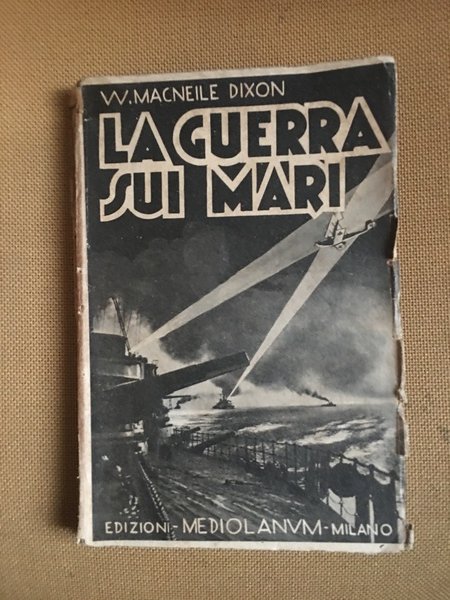 W. MACNEILE DIXON
LA GUERRA
SUI MARI
EDIZIONI-MEDIOLANVM-MILANO